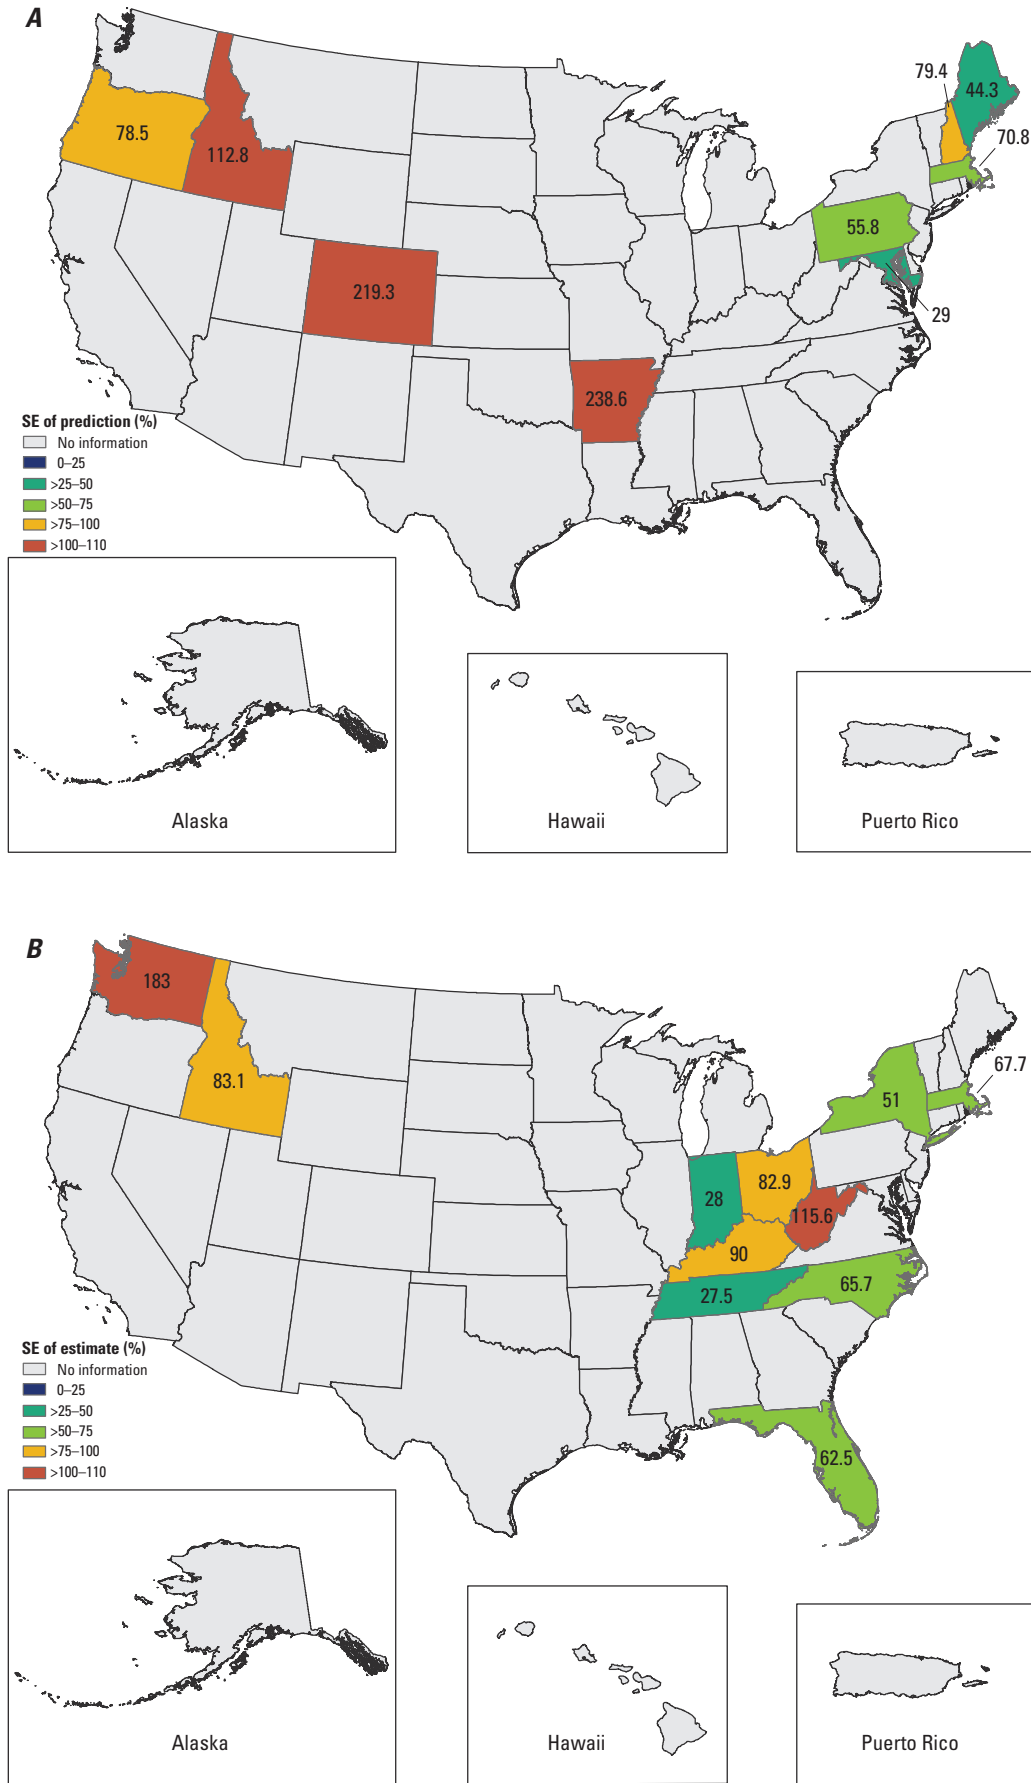 A
79.4
44.3
70.8
78.5
112.8
55.8
219.3
29
238.6
SE of prediction (%)
No information
0–25
>25–50
>50–75
>75–100
>100–110
Alaska
Hawaii
Puerto Rico
B
183
67.7
83.1
51
82.9
28
115.6
90
65.7
27.5
SE of estimate (%)
No information
0–25
>25–50
>50–75
>75–100
>100–110
62.5
Alaska
Hawaii
Puerto Rico